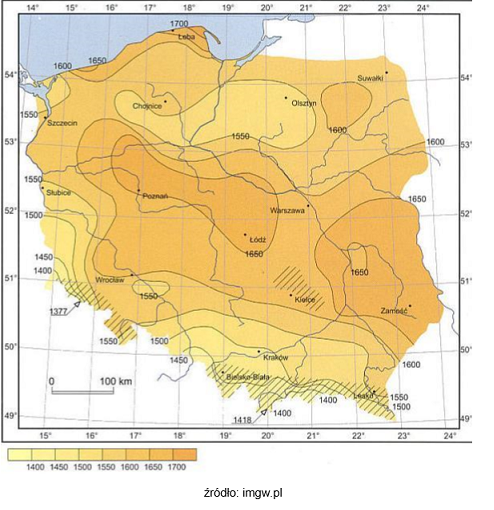 14° 15° 16° 17° 18° 19° 20° 21° 22° 23° 24°
1700
Łeba
1650
1600
Suwałki
54° 54°
Chojnice
Olsztyn
1550
Szczecin
1600
1550
53° 1600 53°
1550
Słubice
Poznań
1650
Warszawa
52° 1500 52°
Łódź
1650
1450
1400
1650
51° Wrocław 51°
1550
Kielce
Zamość
1377
1550
1500
50° 1450 50°
Kraków
1600
0 100 km
Bielsko-Biała
Lesko
1550
1500
1400
1400
1418
49° 49°
15° 16° 17° 18° 19° 20° 21° 22° 23°
1400 1450 1500 1550 1600 1650 1700
źródło: imgw.pl